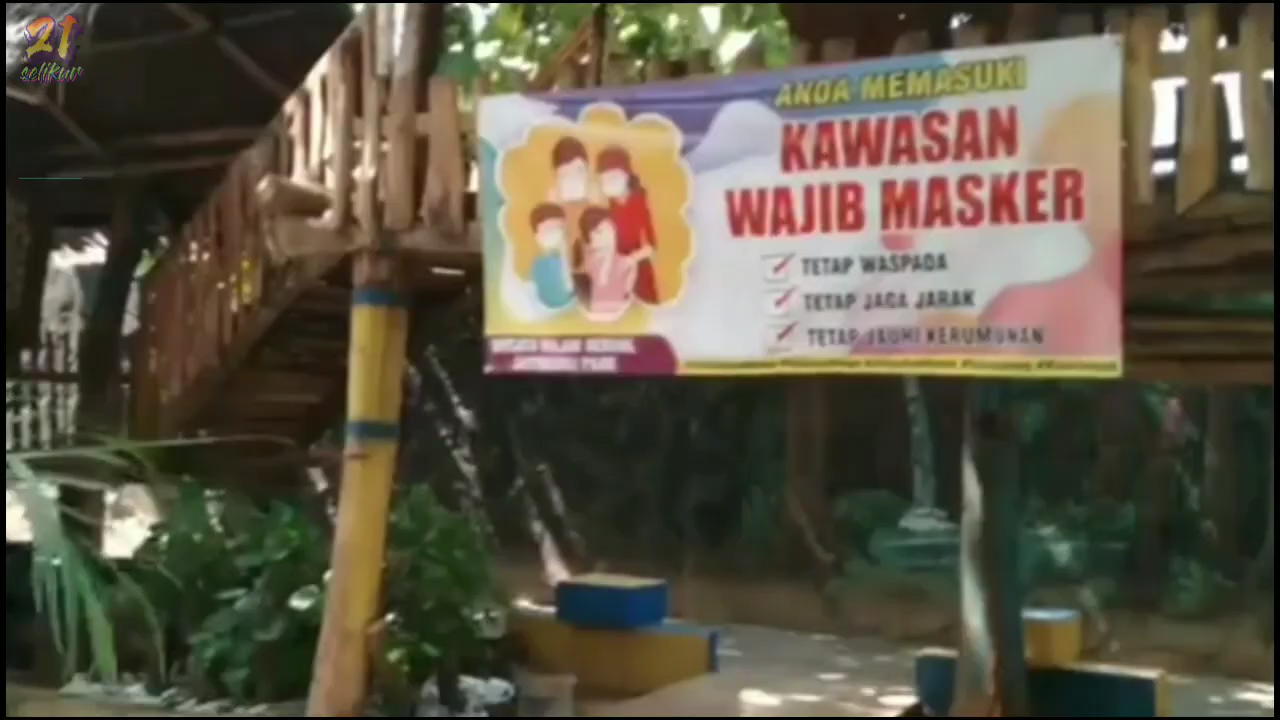 21
selikur
ANDA MEMASUKI
KAWASAN
WAJIB MASKER
TETAP WASPADA
TETAP JAGA JARAK
TETAP JAUHI KERUMUNAN